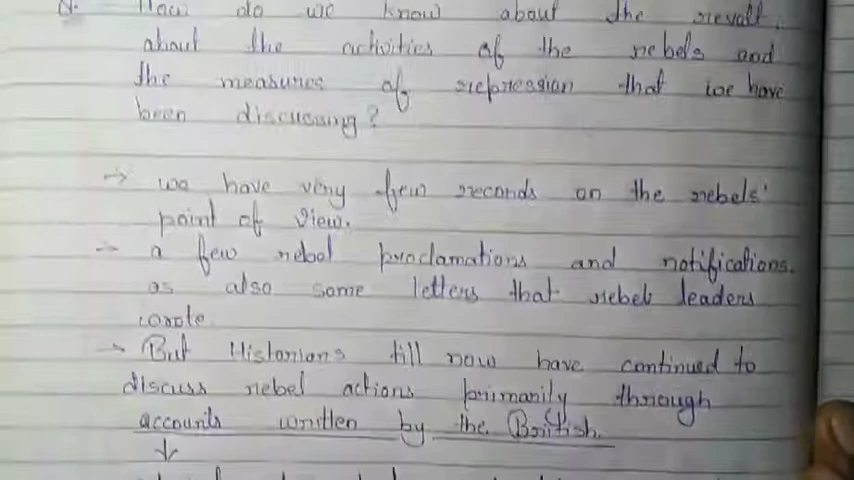 N. How do we know about the revolt,
about the activities of the rebels and
the measures of repression that we have
been discussing?
→ we have very few records on the rebels'
point of view.
→ a few rebel proclamations and notifications.
as also some letters that rebel leaders
wrote.
→ But Historians till now have continued to
discuss rebel actions primarily through
accounts written by the British.
↓